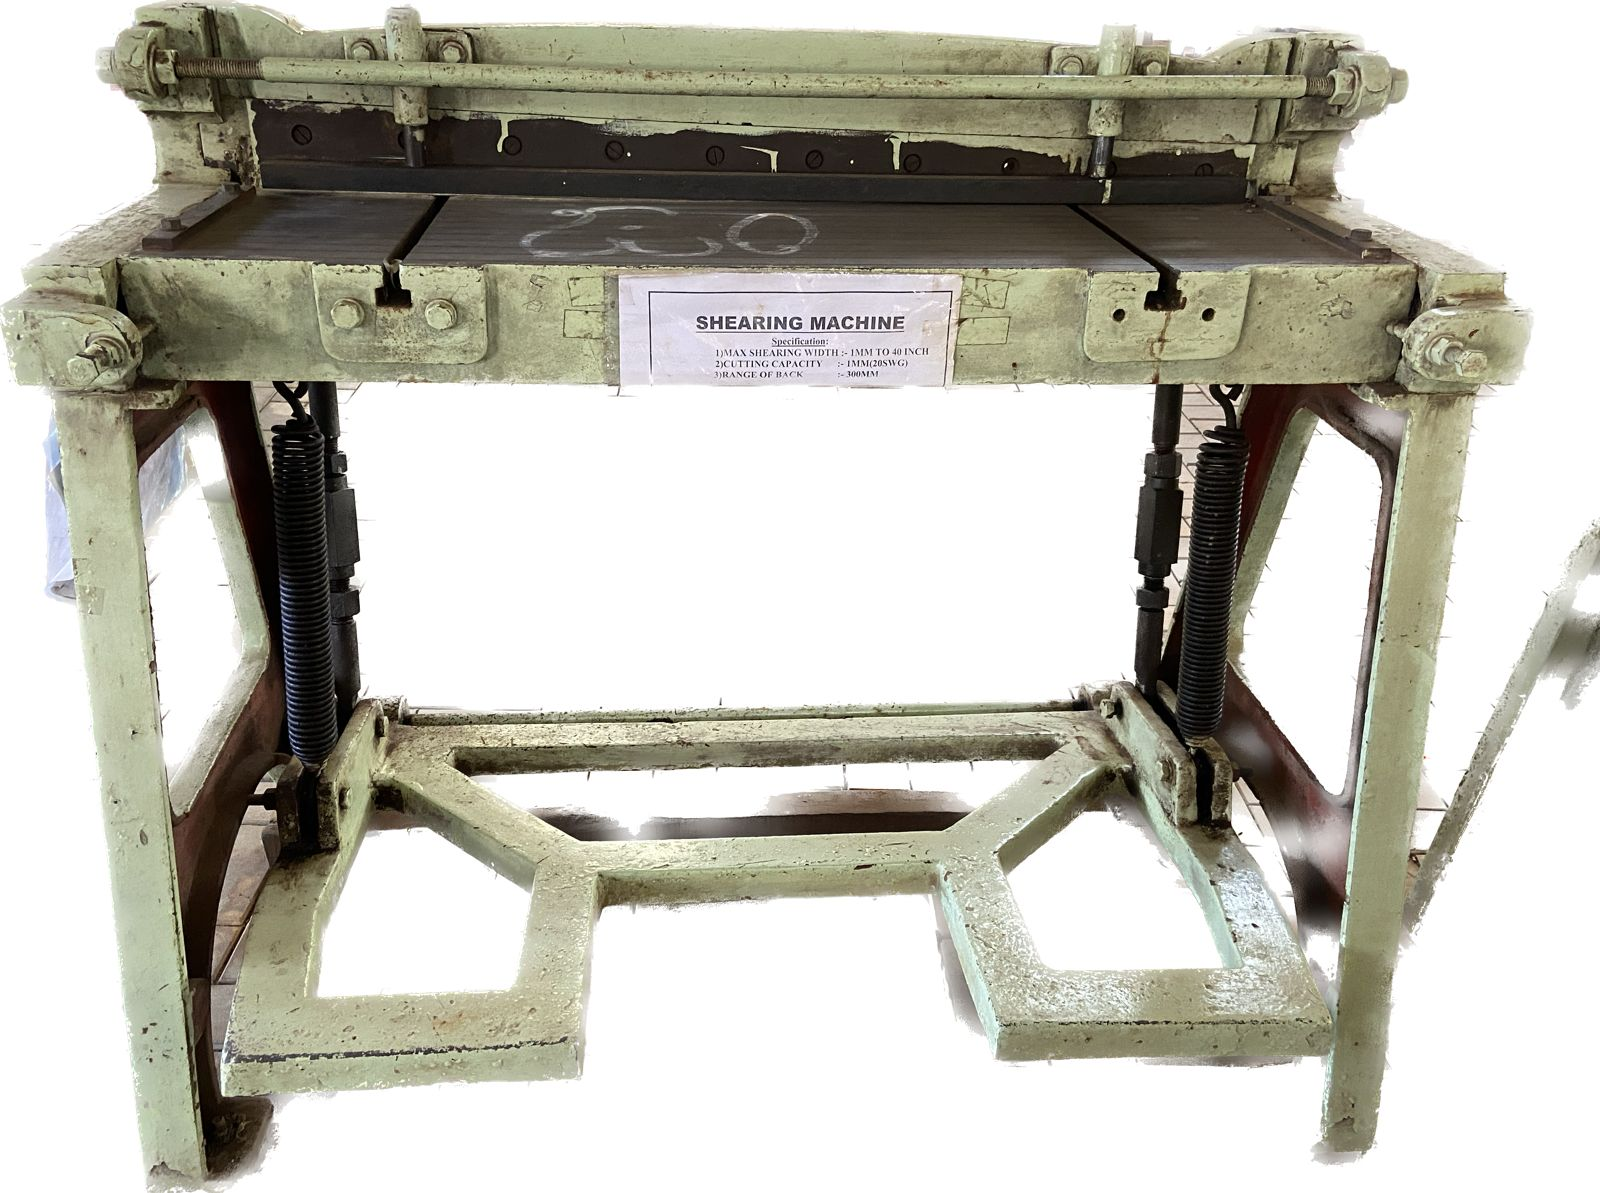 SHEARING MACHINE
Specification:
1)MAX SHEARING WIDTH :- 1MM TO 40 INCH
2)CUTTING CAPACITY :- 1MM(20SWG)
3)RANGE OF BACK :- 300MM